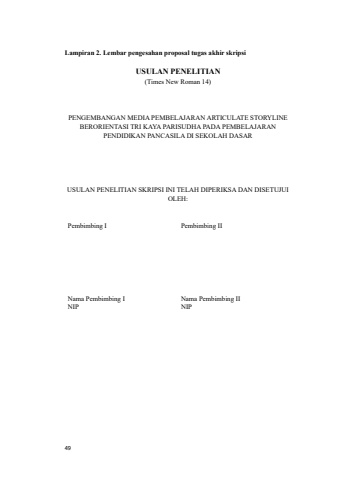 Lampiran 2. Lembar pengesahan proposal tugas akhir skripsi
USULAN PENELITIAN
(Times New Roman 14)
PENGEMBANGAN MEDIA PEMBELAJARAN ARTICULATE STORYLINE
BERORIENTASI TRI KAYA PARISUDHA PADA PEMBELAJARAN
PENDIDIKAN PANCASILA DI SEKOLAH DASAR
USULAN PENELITIAN SKRIPSI INI TELAH DIPERIKSA DAN DISETUJUI
OLEH:
Pembimbing I Pembimbing II
Nama Pembimbing I Nama Pembimbing II
NIP NIP
49